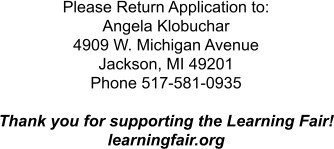 Please Return Application to:
Angela Klobuchar
4909 W. Michigan Avenue
Jackson, MI 49201
Phone 517-581-0935
Thank you for supporting the Learning Fair!
learningfair.org